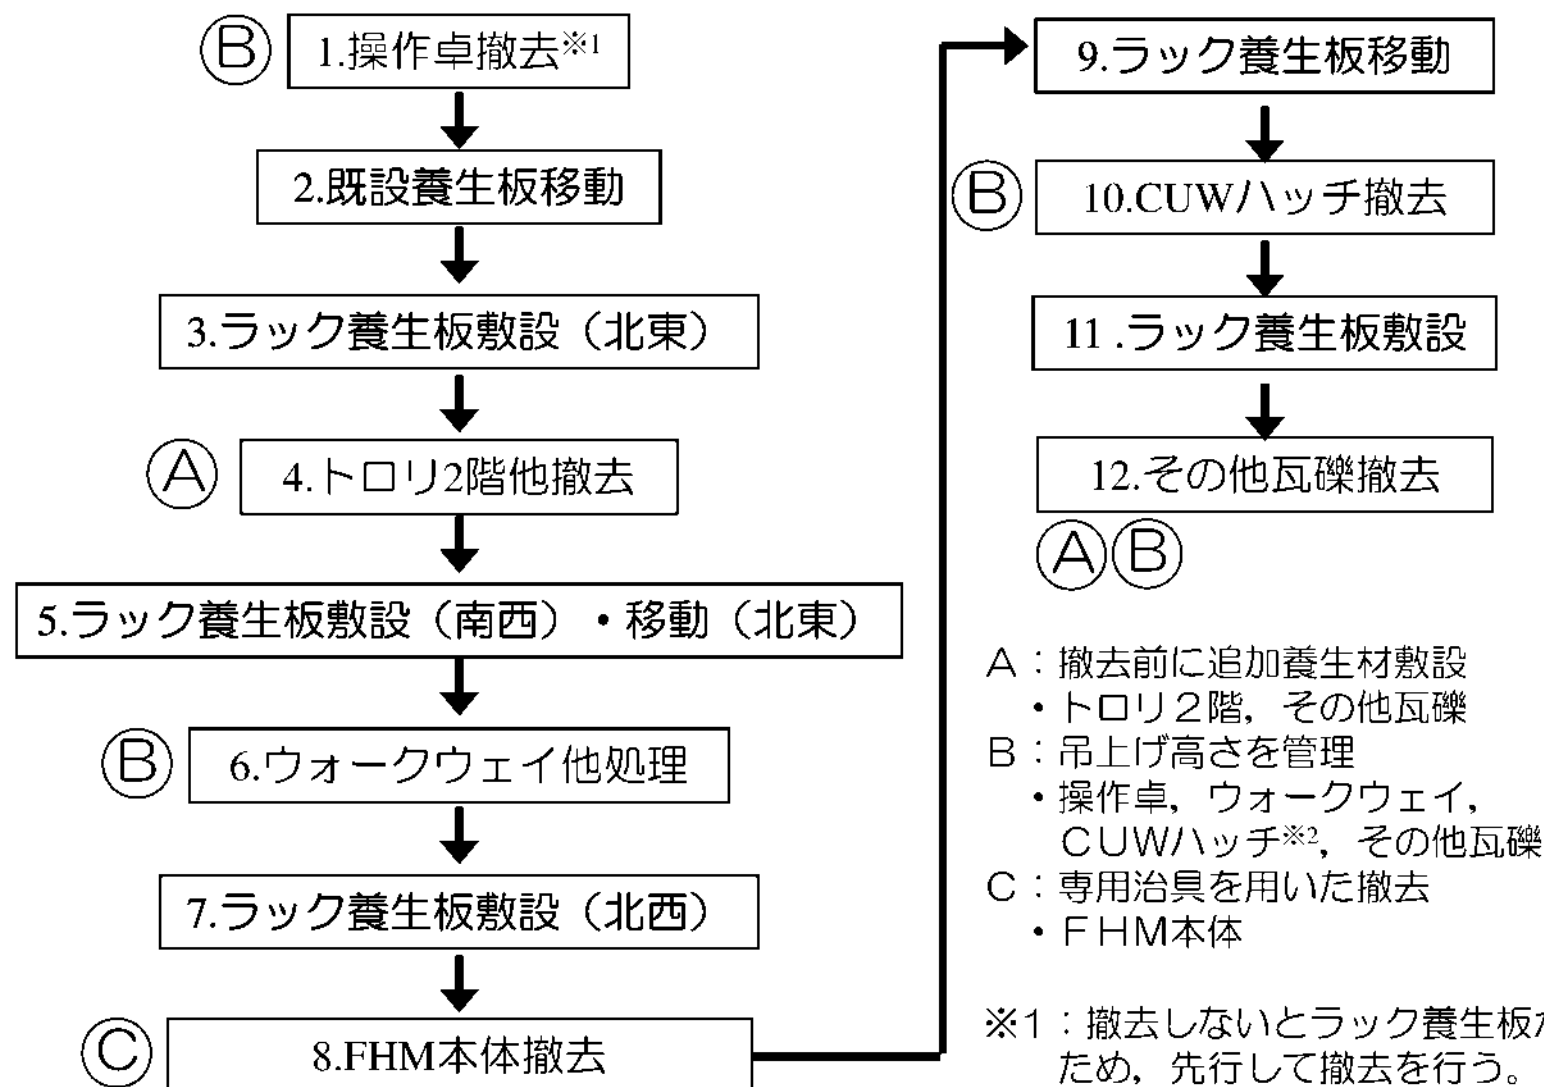 B
1.操作卓撤去※1
2.既設養生板移動
3.ラック養生板敷設（北東）
A
4.トロリ2階他撤去
5.ラック養生板敷設（南西）・移動（北東）
B
6.ウォークウェイ他処理
7.ラック養生板敷設（北西）
C
8.FHM本体撤去
9.ラック養生板移動
B
10.CUWハッチ撤去
11.ラック養生板敷設
12.その他瓦礫撤去
A B
A：撤去前に追加養生材敷設
・トロリ２階，その他瓦礫
B：吊上げ高さを管理
・操作卓，ウォークウェイ，
ＣＵＷハッチ※2，その他瓦礫
C：専用治具を用いた撤去
・ＦＨＭ本体
※1：撤去しないとラック養生板が
ため，先行して撤去を行う。